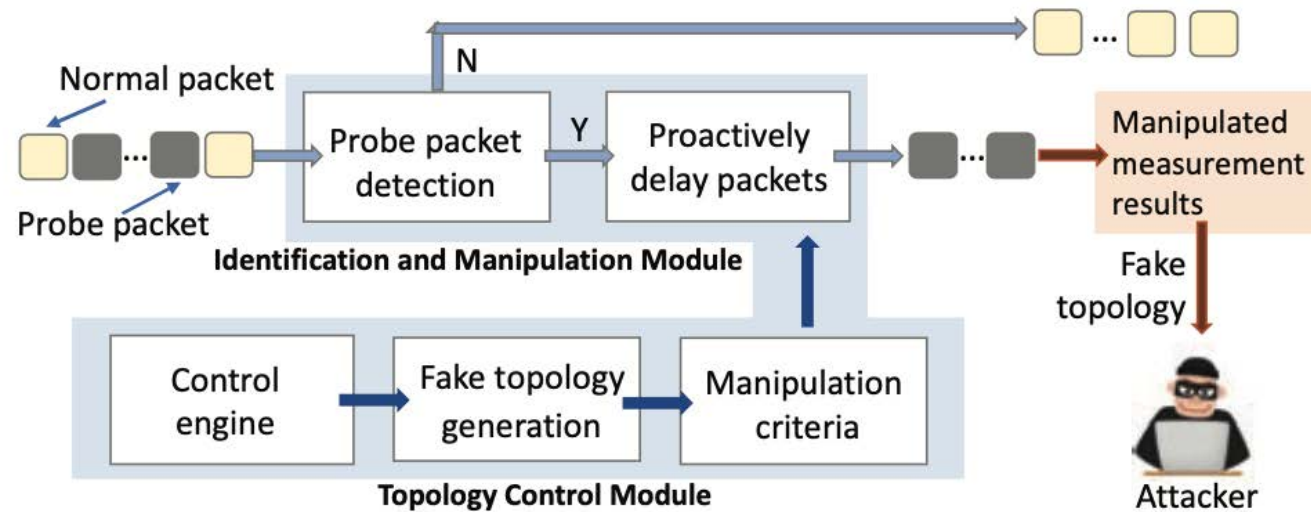 N
Normal packet
...
...
Probe packet
detection
Y
Proactively
delay packets
...
Manipulated
measurement
results
Probe packet
Identification and Manipulation Module
Fake
topology
Control
engine
Fake topology
generation
Manipulation
criteria
Topology Control Module
Attacker